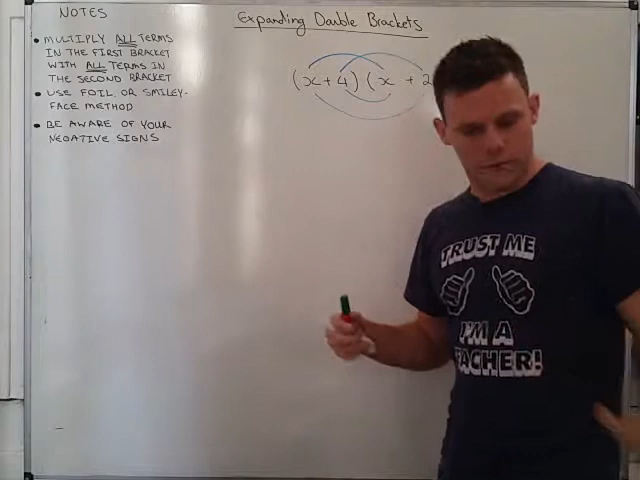 NOTES
• MULTIPLY ALL TERMS
IN THE FIRST BRACKET
WITH ALL TERMS IN
THE SECOND BRACKET
• USE FOIL OR SMILEY-
FACE METHOD
• BE AWARE OF YOUR
NEGATIVE SIGNS
Expanding Double Brackets
(x+4)(x + 2
TRUST ME
I'M A
TEACHER!